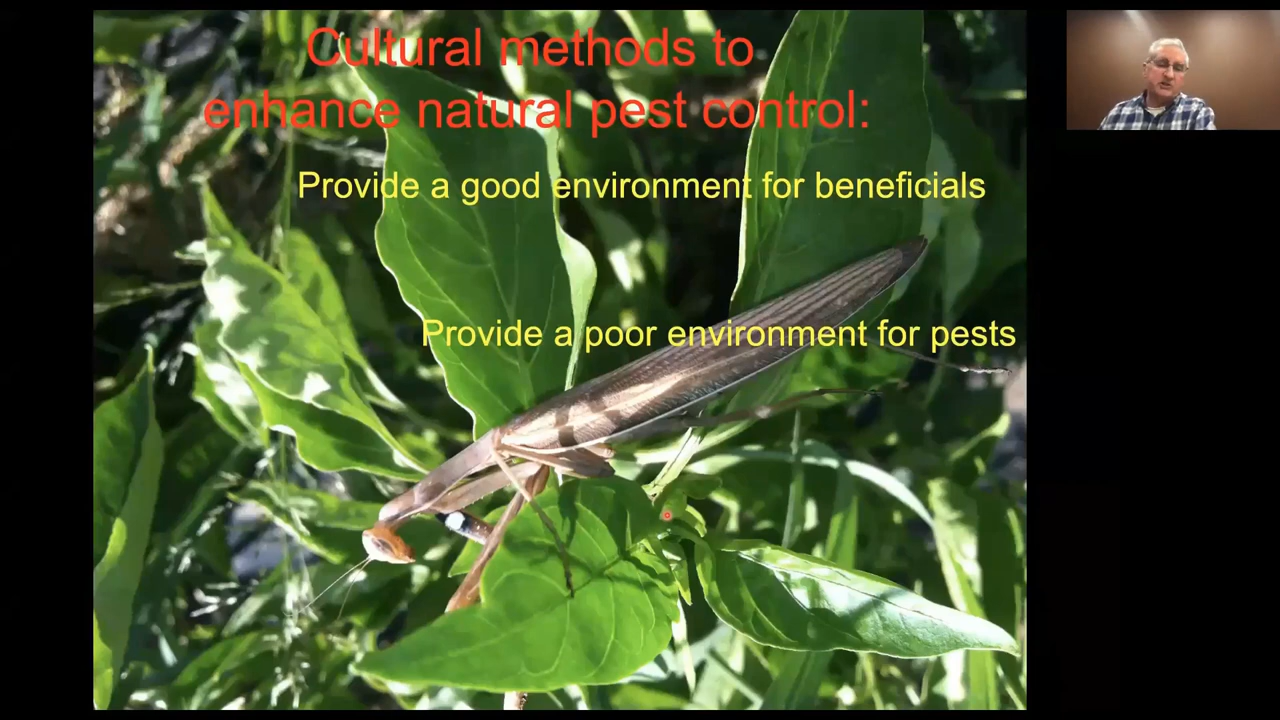 Cultural methods to
enhance natural pest control:
Provide a good environment for beneficials
Provide a poor environment for pests